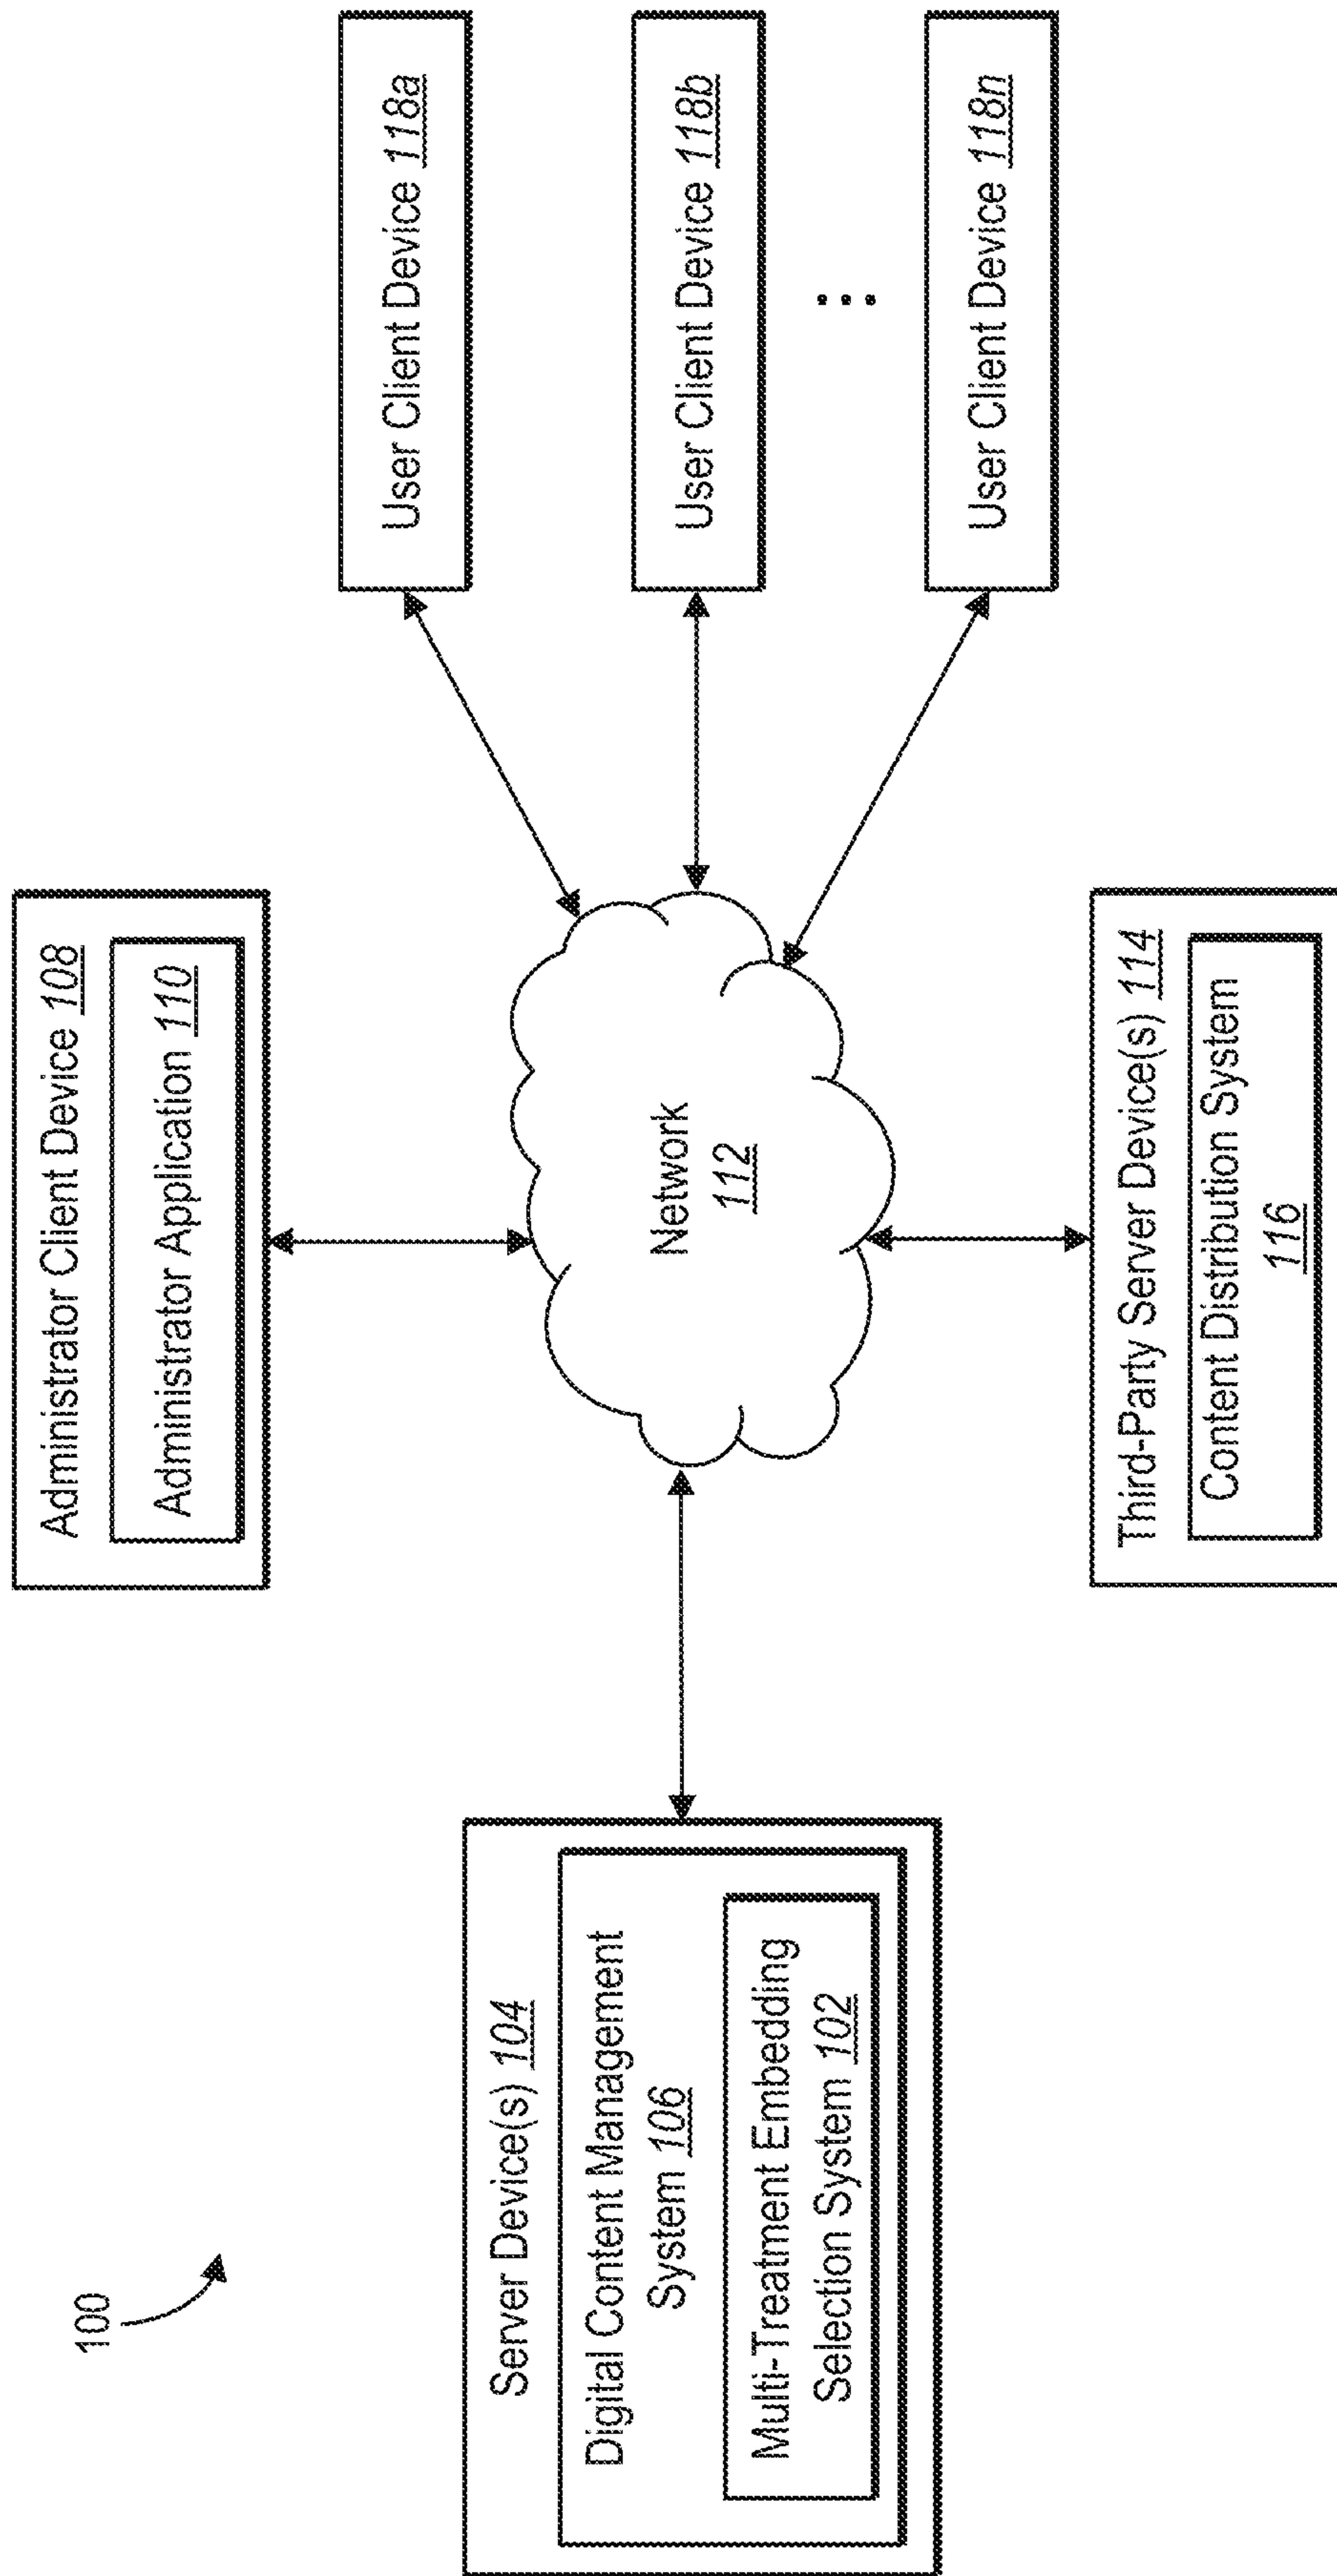 100
Server Device(s) 104
Digital Content Management
System 106
Multi-Treatment Embedding
Selection System 102
Administrator Client Device 108
Administrator Application 110
Network
112
Third-Party Server Device(s) 114
Content Distribution System
116
User Client Device 118a
User Client Device 118b
...
User Client Device 118n